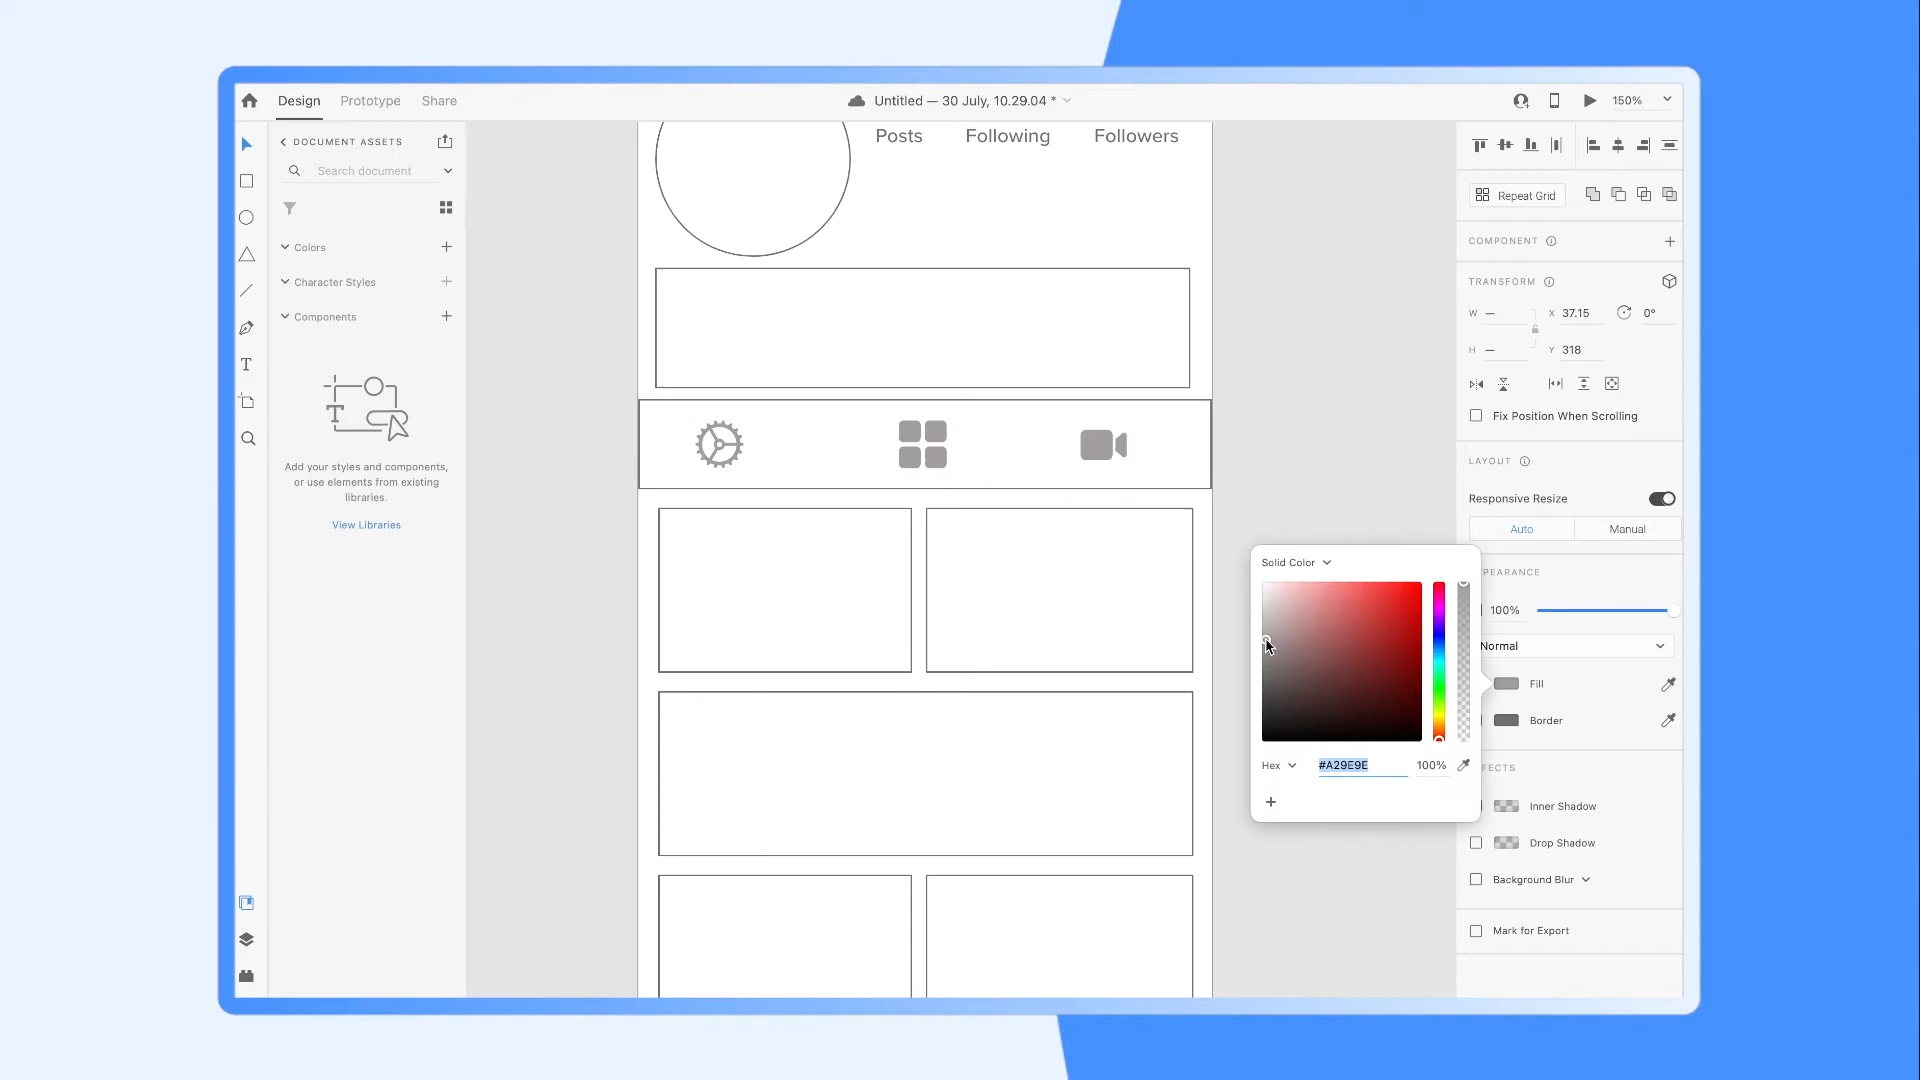 Design
Prototype
Share
Untitled — 30 July, 10.29.04 *
150%
DOCUMENT ASSETS
Search document
Colors
Character Styles
Components
T
Add your styles and components,
or use elements from existing
libraries.
View Libraries
Posts
Following
Followers
Repeat Grid
COMPONENT
TRANSFORM
W —
X 37.15
0°
H —
Y 318
Fix Position When Scrolling
LAYOUT
Responsive Resize
Auto
Manual
PEARANCE
100%
Normal
Fill
Border
FECTS
Inner Shadow
Drop Shadow
Background Blur
Mark for Export
Solid Color
Hex
#A29E9E
100%